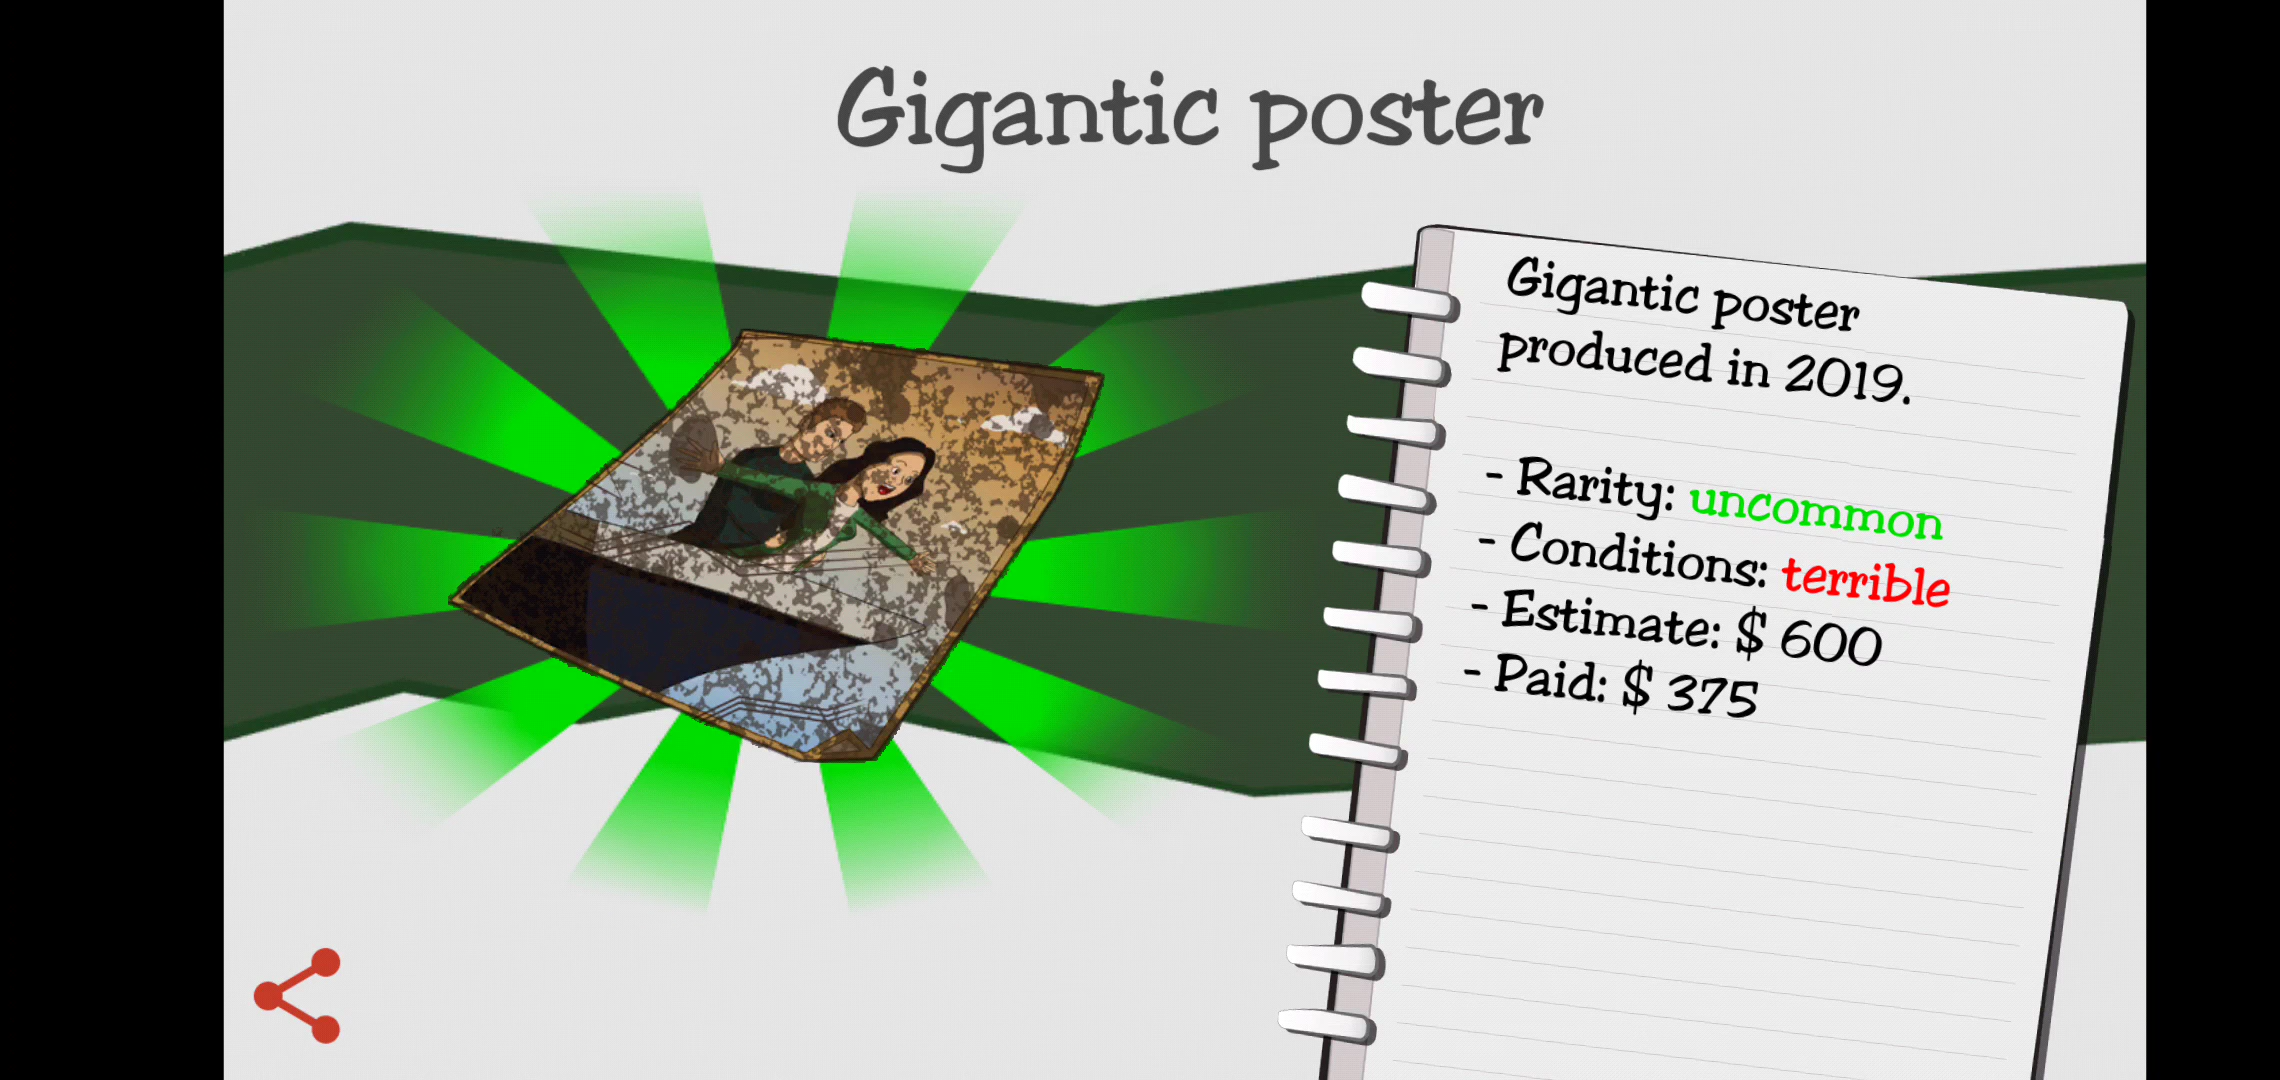 Gigantic poster
Gigantic poster
produced in 2019.
- Rarity: uncommon
- Conditions: terrible
- Estimate: $ 600
- Paid: $ 375